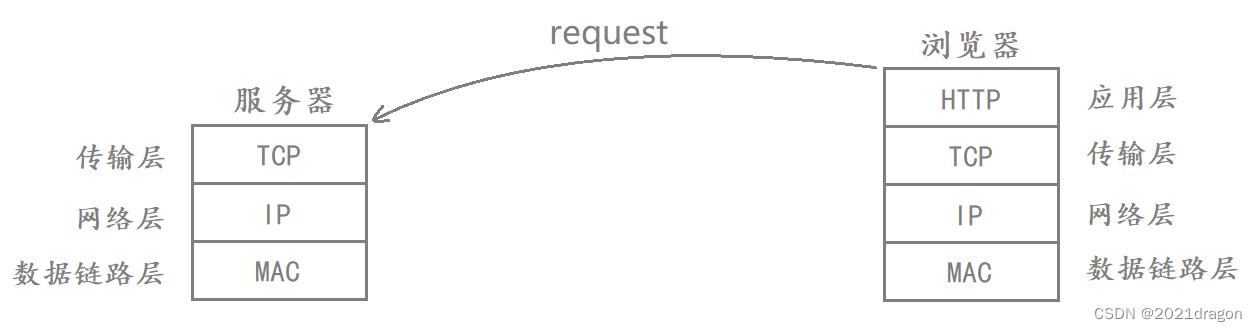 request
浏览器
服务器
HTTP 应用层
传输层 TCP
TCP 传输层
网络层 IP
IP 网络层
数据链路层 MAC
MAC 数据链路层
CSDN @2021dragon